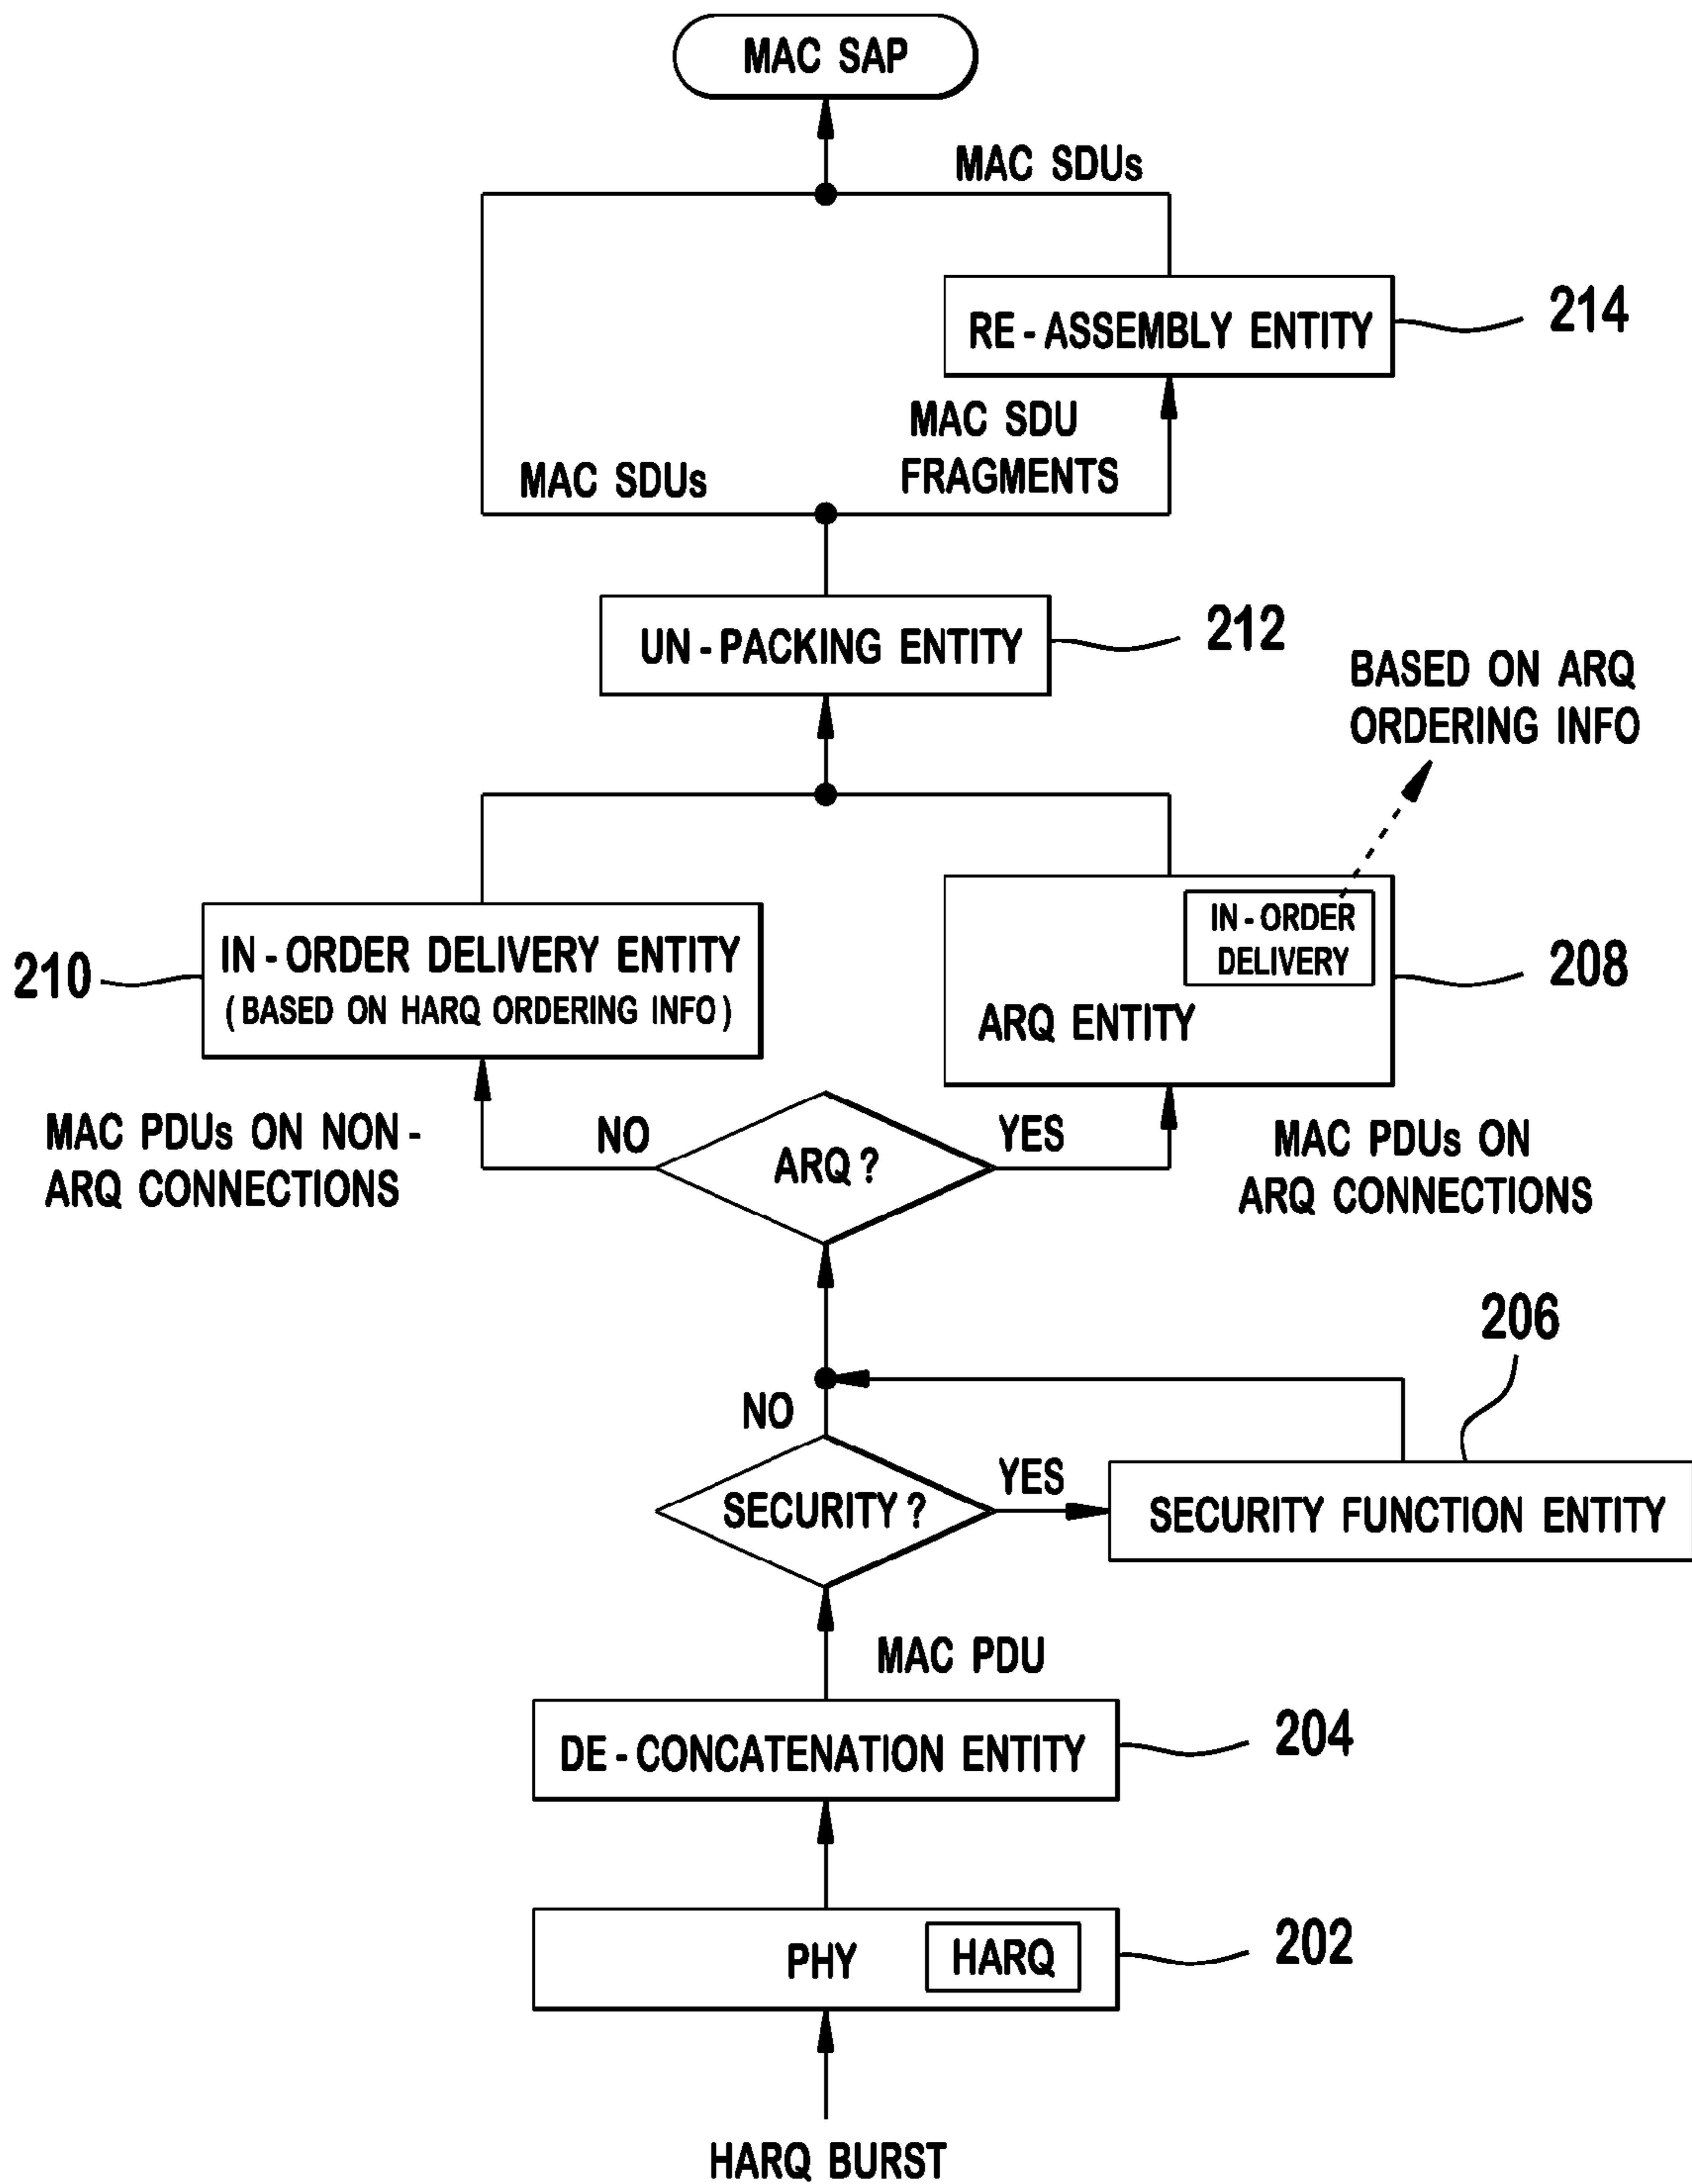 MAC SAP
MAC SDUs
RE-ASSEMBLY ENTITY
214
MAC SDU
FRAGMENTS
MAC SDUs
UN-PACKING ENTITY
212
BASED ON ARQ
ORDERING INFO
IN-ORDER
DELIVERY
ARQ ENTITY
208
210
IN-ORDER DELIVERY ENTITY
(BASED ON HARQ ORDERING INFO)
MAC PDUs ON NON-
ARQ CONNECTIONS
NO
ARQ?
YES
MAC PDUs ON
ARQ CONNECTIONS
206
NO
SECURITY?
YES
SECURITY FUNCTION ENTITY
MAC PDU
DE-CONCATENATION ENTITY
204
PHY
HARQ
202
HARQ BURST